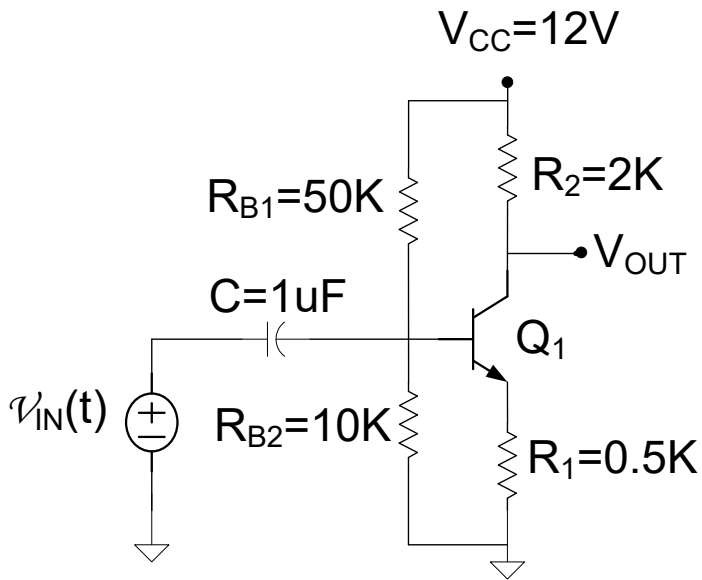 V_CC=12V
R_B1=50K
R_2=2K
V_OUT
C=1uF
Q_1
𝒱_IN(t)
R_B2=10K
R_1=0.5K